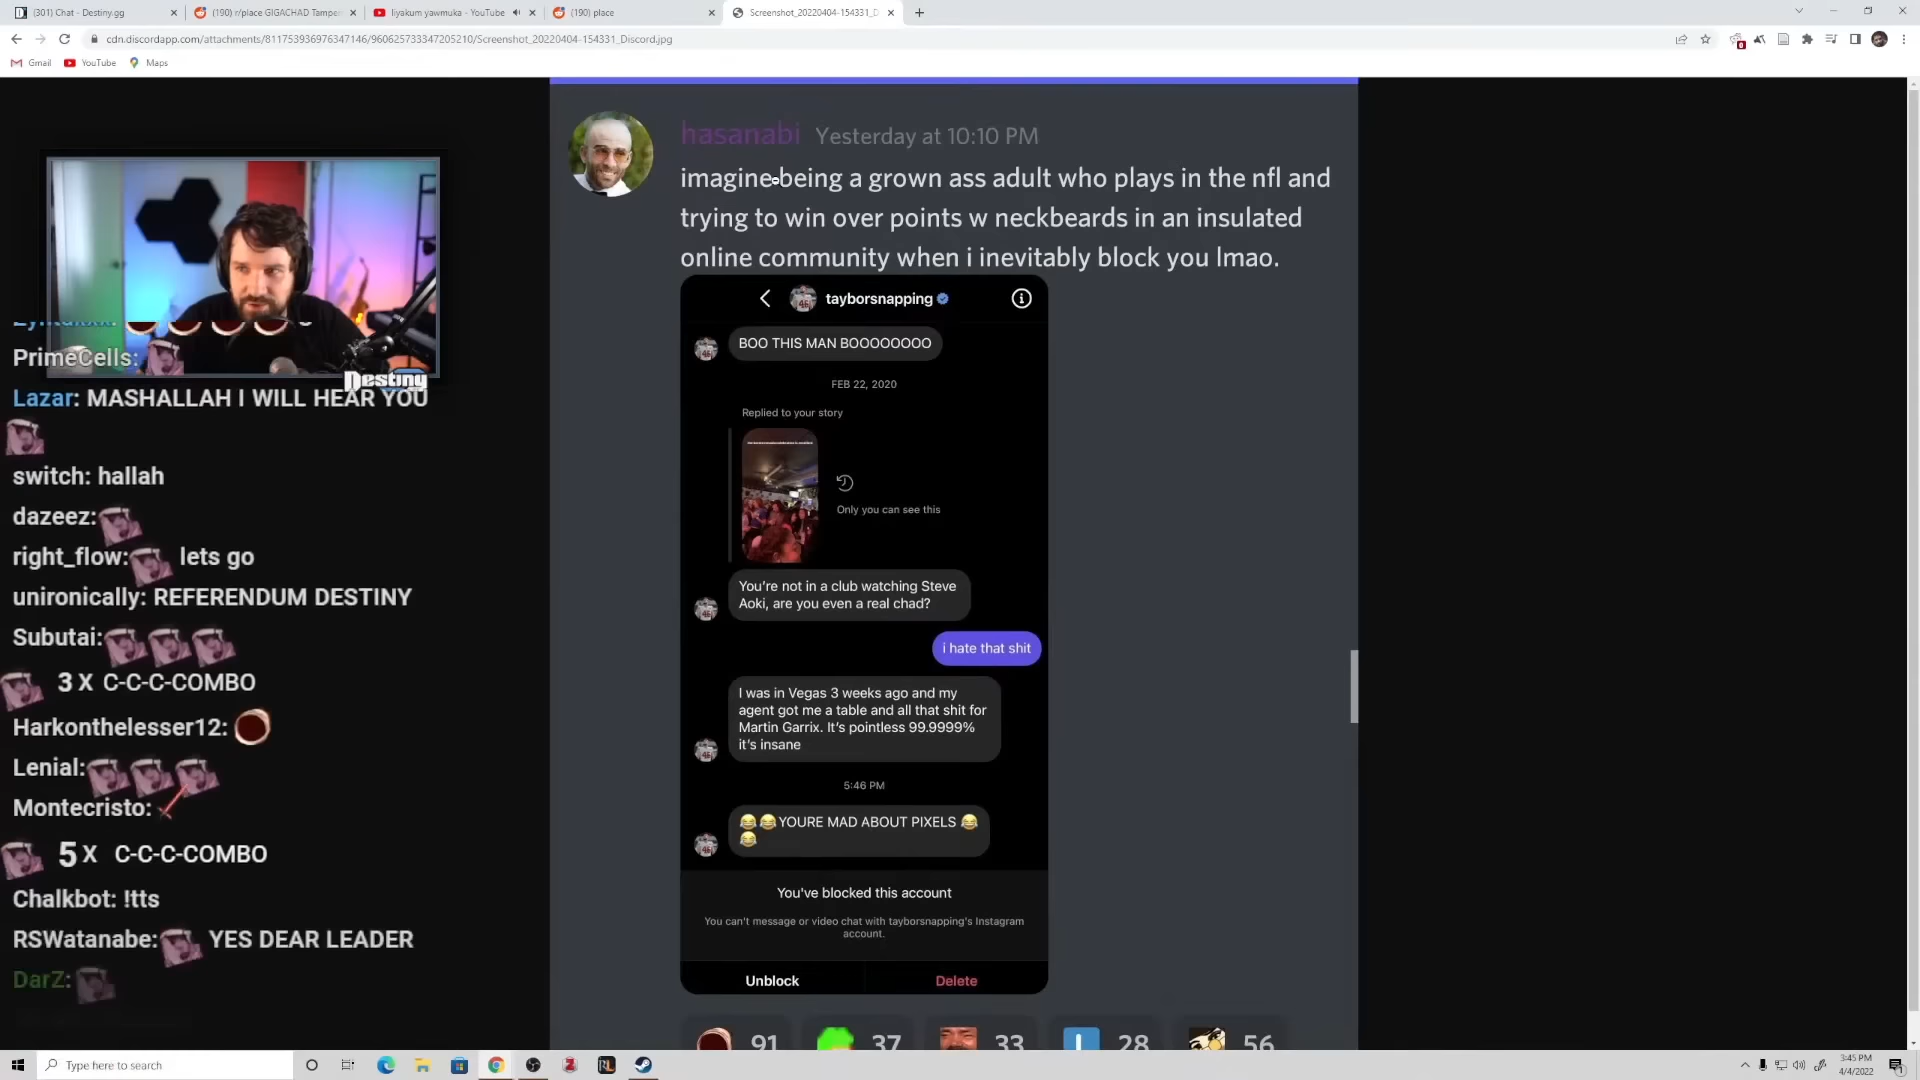 (301) Chat - Destiny.gg
(190) r/place GIGACHAD Tamper
liyakum yawmuka - YouTube
(190) place
Screenshot_20220404-154331_D
cdn.discordapp.com/attachments/811753936976347146/960625733347205210/Screenshot_20220404-154331_Discord.jpg
Gmail
YouTube
Maps
hasanabi Yesterday at 10:10 PM
imagine being a grown ass adult who plays in the nfl and
trying to win over points w neckbeards in an insulated
online community when i inevitably block you lmao.
tayborsnapping
BOO THIS MAN BOOOOOOOO
FEB 22, 2020
Replied to your story
Only you can see this
You're not in a club watching Steve
Aoki, are you even a real chad?
i hate that shit
I was in Vegas 3 weeks ago and my
agent got me a table and all that shit for
Martin Garrix. It's pointless 99.9999%
it's insane
5:46 PM
😂😂YOURE MAD ABOUT PIXELS 😂
😂
You've blocked this account
You can't message or video chat with tayborsnapping's Instagram
account.
Unblock
Delete
91
37
33
28
56
Destiny
PrimeCells:
Lazar: MASHALLAH I WILL HEAR YOU
switch: hallah
dazeez:
right_flow: lets go
unironically: REFERENDUM DESTINY
Subutai:
3 X C-C-C-COMBO
Harkonthelesser12:
Lenial:
Montecristo:
5 X C-C-C-COMBO
Chalkbot: !tts
RSWatanabe: YES DEAR LEADER
DarZ:
Type here to search
3:45 PM
4/4/2022